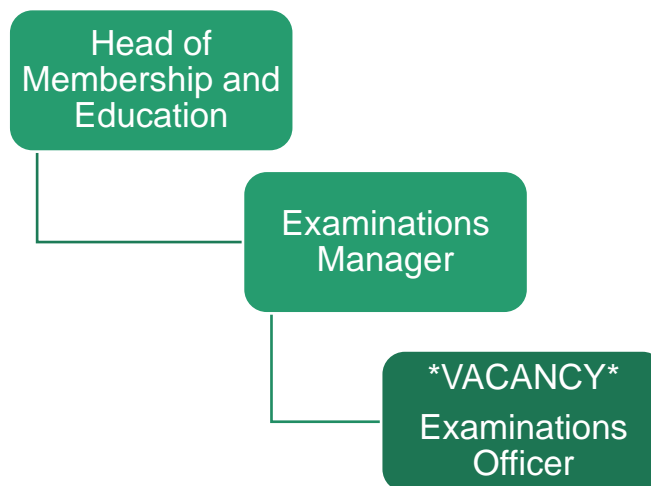 Head of
Membership and
Education
Examinations
Manager
*VACANCY*
Examinations
Officer